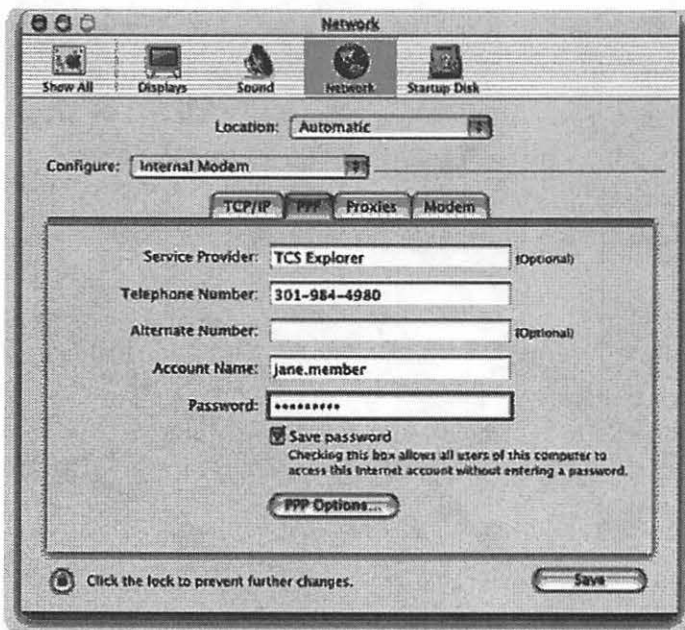 Network
Show All Displays Sound Network Startup Disk
Location: Automatic
Configure: Internal Modem
TCP/IP PPP Proxies Modem
Service Provider: TCS Explorer (Optional)
Telephone Number: 301-984-4980
Alternate Number: (Optional)
Account Name: jane.member
Password: •••••••••
Save password
Checking this box allows all users of this computer to
access this Internet account without entering a password.
PPP Options...
Click the lock to prevent further changes.
Save